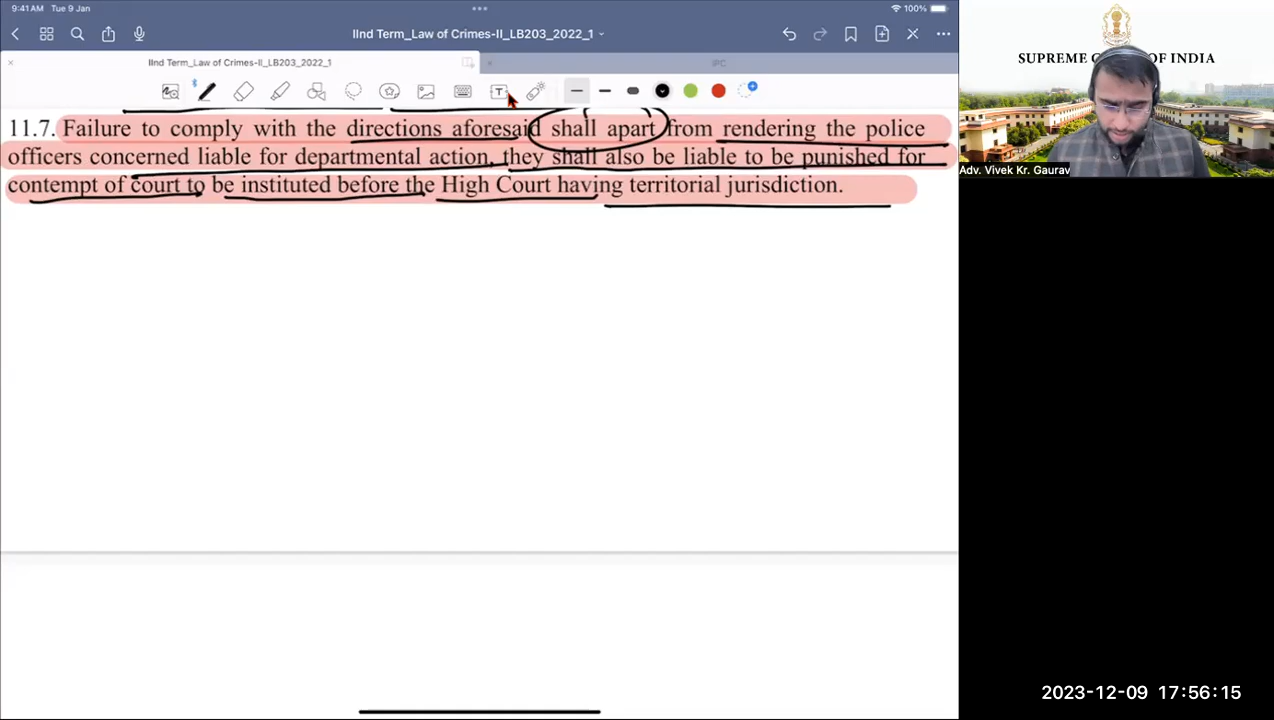 9:41 AM Tue 9 Jan
100%
IInd Term_Law of Crimes-II_LB203_2022_1
IInd Term_Law of Crimes-II_LB203_2022_1
IPC
T
11.7. Failure to comply with the directions aforesaid shall apart from rendering the police
officers concerned liable for departmental action, they shall also be liable to be punished for
contempt of court to be instituted before the High Court having territorial jurisdiction.
SUPREME COURT OF INDIA
Adv. Vivek Kr. Gaurav
2023-12-09 17:56:15